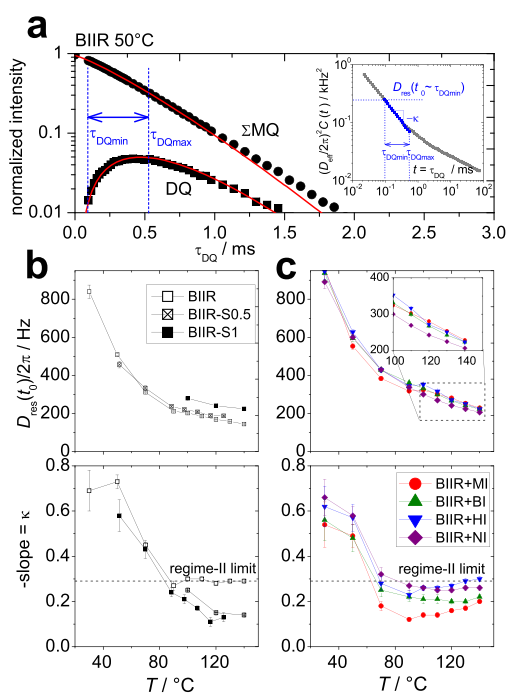 a
BIIR 50°C
normalized intensity
1
0.1
0.01
0.0
0.5
1.0
1.5
2.0
2.5
3.0
τDQ / ms
τDQmin
τDQmax
ΣMQ
DQ
Dres(t0 ~ τDQmin)
-κ
τDQmin-DQmax
(Deff/2π)²C(t) / kHz²
10⁰
10⁻¹
10⁻²
10⁻¹
10⁰
10¹
10²
t = τDQ / ms
b
BIIR
BIIR-S0.5
BIIR-S1
Dres(t0)/2π / Hz
800
600
400
200
0
c
400
300
200
100
120
140
0.8
0.6
0.4
0.2
0.0
-slope = κ
regime-II limit
40
80
120
T / °C
BIIR+MI
BIIR+BI
BIIR+HI
BIIR+NI
regime-II limit
40
80
120
T / °C